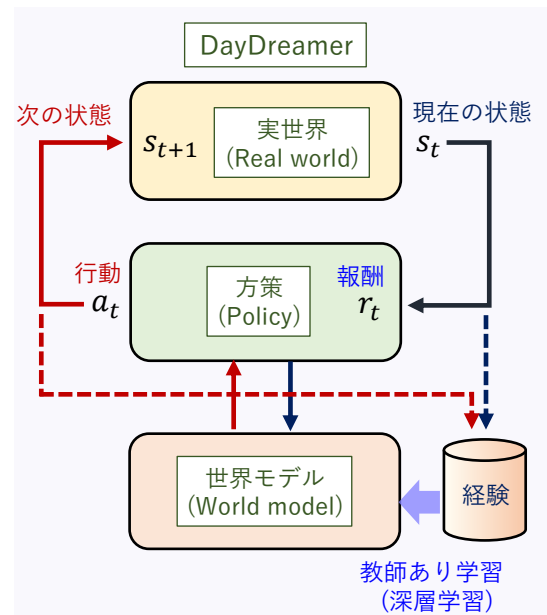 DayDreamer
次の状態
現在の状態
s_{t+1}
実世界
(Real world)
s_t
行動
a_t
方策
(Policy)
報酬
r_t
世界モデル
(World model)
経験
教師あり学習
(深層学習)